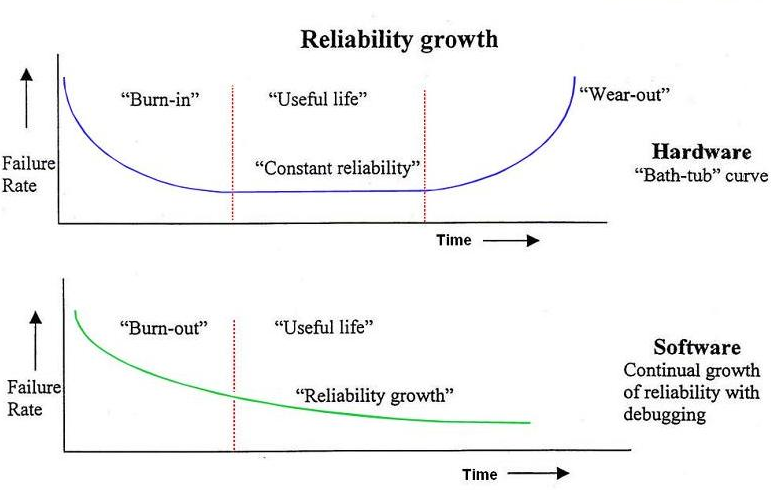 Reliability growth
“Burn-in”
“Useful life”
“Wear-out”
“Constant reliability”
Failure
Rate
Hardware
“Bath-tub” curve
Time
“Burn-out”
“Useful life”
“Reliability growth”
Failure
Rate
Software
Continual growth
of reliability with
debugging
Time